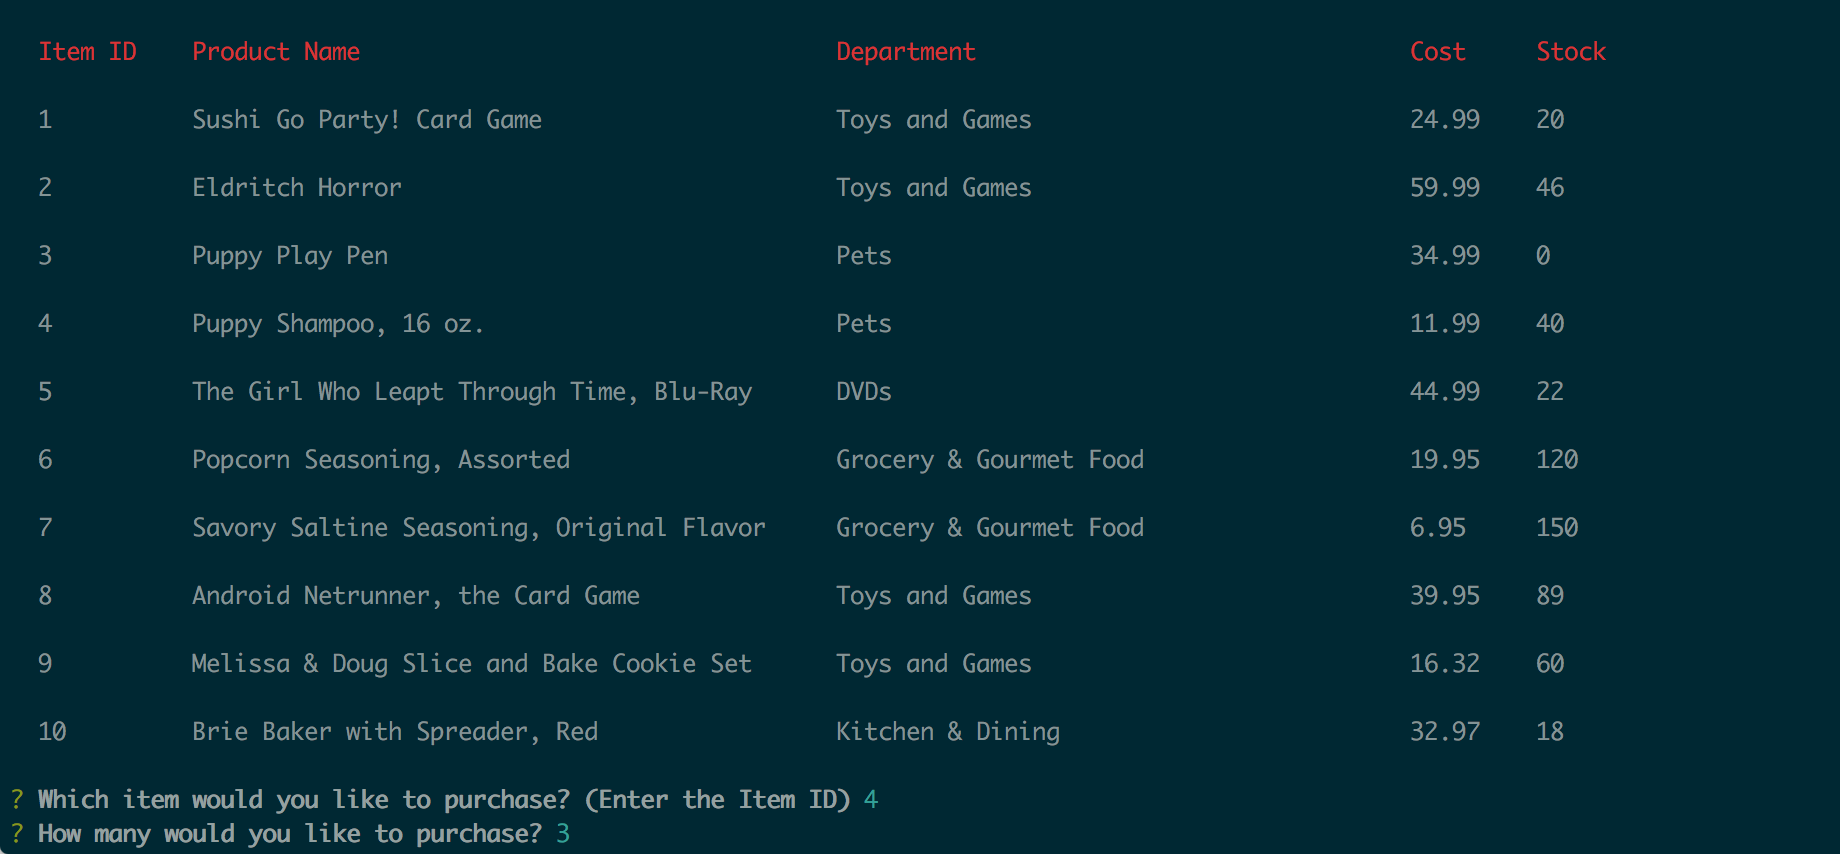 Item ID    Product Name    Department    Cost    Stock
1    Sushi Go Party! Card Game    Toys and Games    24.99    20
2    Eldritch Horror    Toys and Games    59.99    46
3    Puppy Play Pen    Pets    34.99    0
4    Puppy Shampoo, 16 oz.    Pets    11.99    40
5    The Girl Who Leapt Through Time, Blu-Ray    DVDs    44.99    22
6    Popcorn Seasoning, Assorted    Grocery & Gourmet Food    19.95    120
7    Savory Saltine Seasoning, Original Flavor    Grocery & Gourmet Food    6.95    150
8    Android Netrunner, the Card Game    Toys and Games    39.95    89
9    Melissa & Doug Slice and Bake Cookie Set    Toys and Games    16.32    60
10    Brie Baker with Spreader, Red    Kitchen & Dining    32.97    18
? Which item would you like to purchase? (Enter the Item ID) 4
? How many would you like to purchase? 3